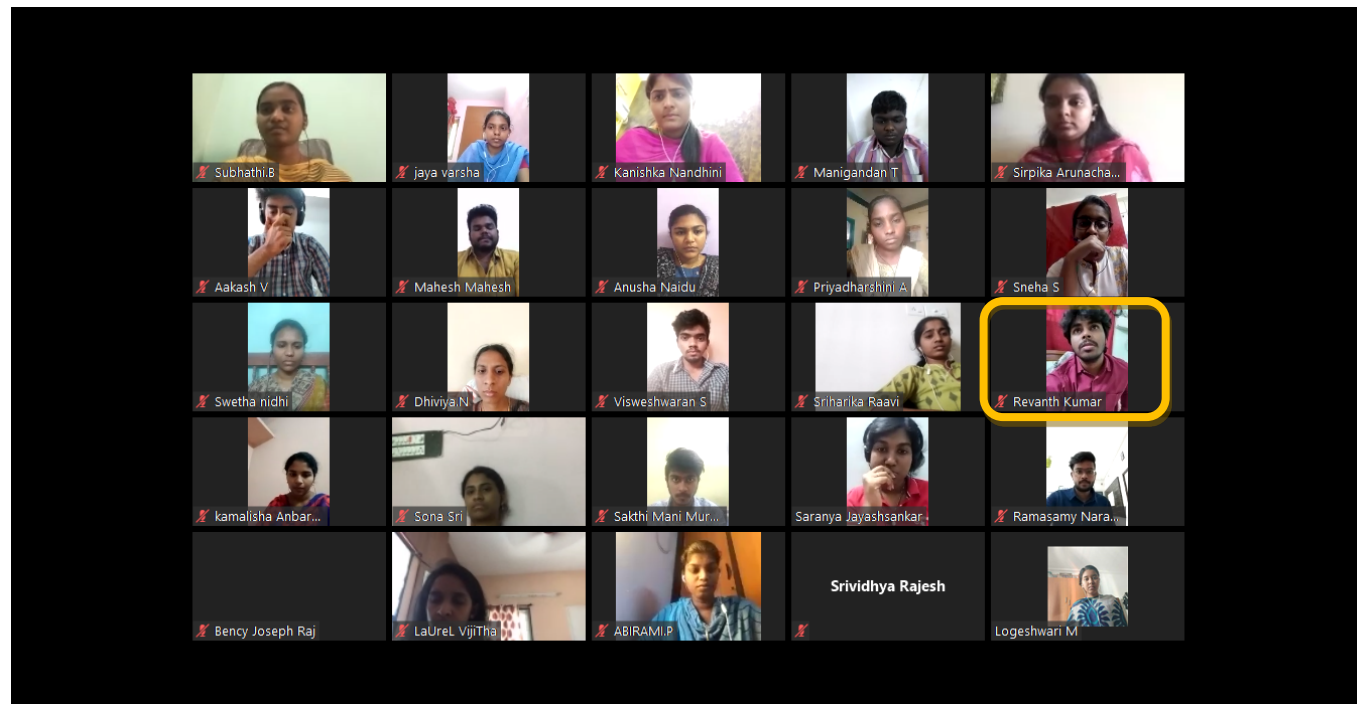 Subhathi.B
jaya varsha
Kanishka Nandhini
Manigandan T
Sirpika Arunacha...
Aakash V
Mahesh Mahesh
Anusha Naidu
Priyadharshini A
Sneha S
Swetha nidhi
Dhiviya.N
Visweshwaran S
Sriharika Raavi
Revanth Kumar
kamalisha Anbar...
Sona Sri
Sakthi Mani Mur...
Saranya Jayashsankar
Ramasamy Nara...
Bency Joseph Raj
LaUreL VijiTha
ABIRAMI.P
Srividhya Rajesh
Logeshwari M